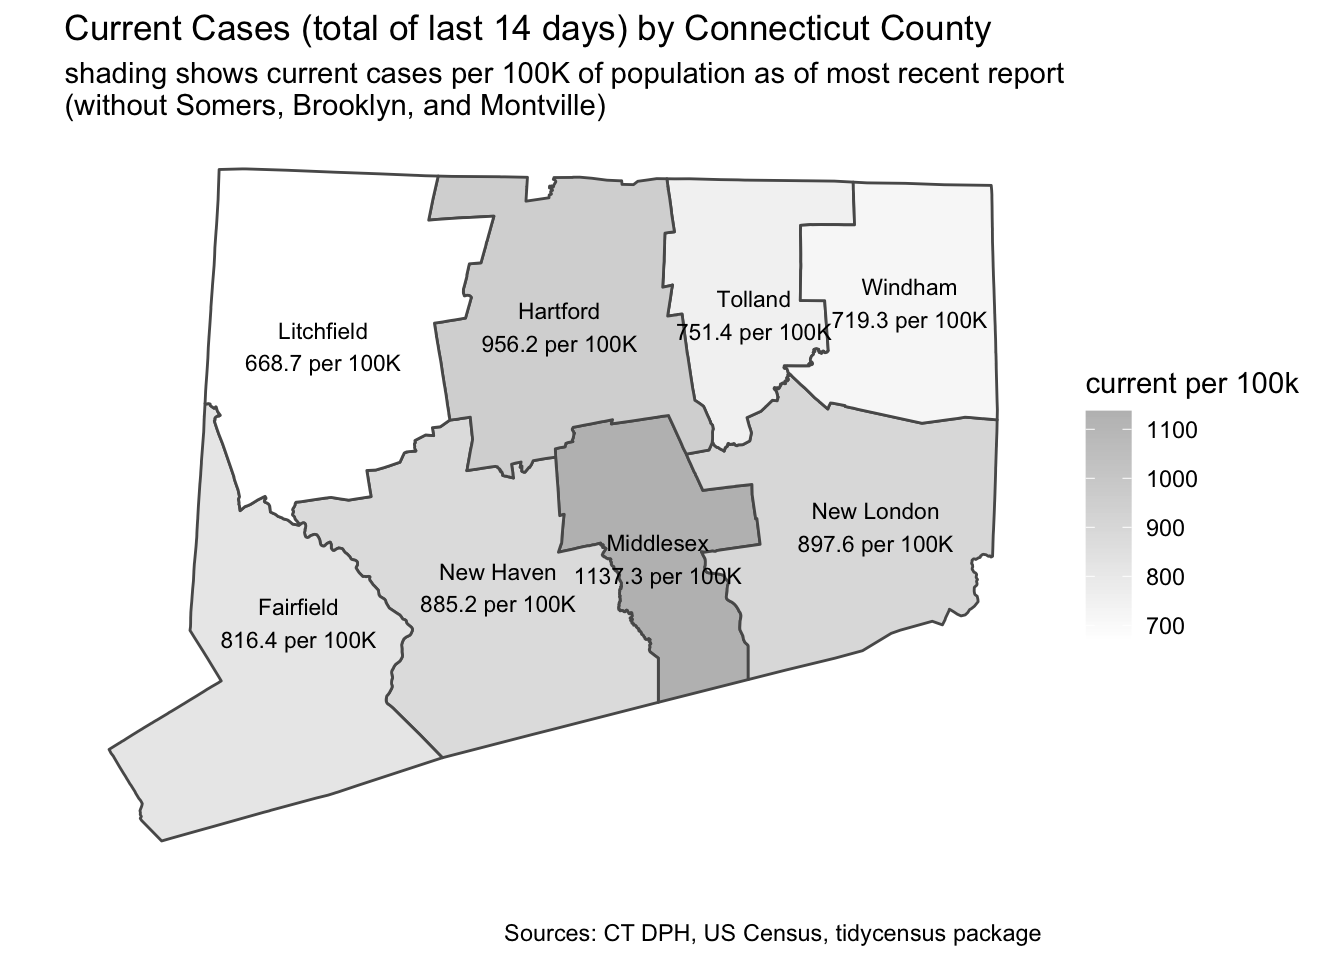 Current Cases (total of last 14 days) by Connecticut County
shading shows current cases per 100K of population as of most recent report
(without Somers, Brooklyn, and Montville)
Litchfield
668.7 per 100K
Hartford
956.2 per 100K
Tolland
751.4 per 100K
Windham
719.3 per 100K
Fairfield
816.4 per 100K
New Haven
885.2 per 100K
Middlesex
1137.3 per 100K
New London
897.6 per 100K
current per 100k
1100
1000
900
800
700
Sources: CT DPH, US Census, tidycensus package